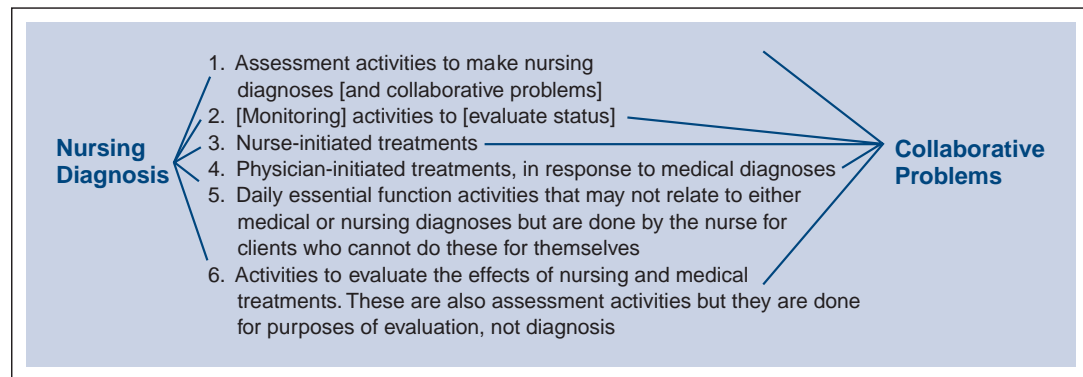 Nursing
Diagnosis
1. Assessment activities to make nursing
diagnoses [and collaborative problems]
2. [Monitoring] activities to [evaluate status]
3. Nurse-initiated treatments
4. Physician-initiated treatments, in response to medical diagnoses
5. Daily essential function activities that may not relate to either
medical or nursing diagnoses but are done by the nurse for
clients who cannot do these for themselves
6. Activities to evaluate the effects of nursing and medical
treatments. These are also assessment activities but they are done
for purposes of evaluation, not diagnosis
Collaborative
Problems